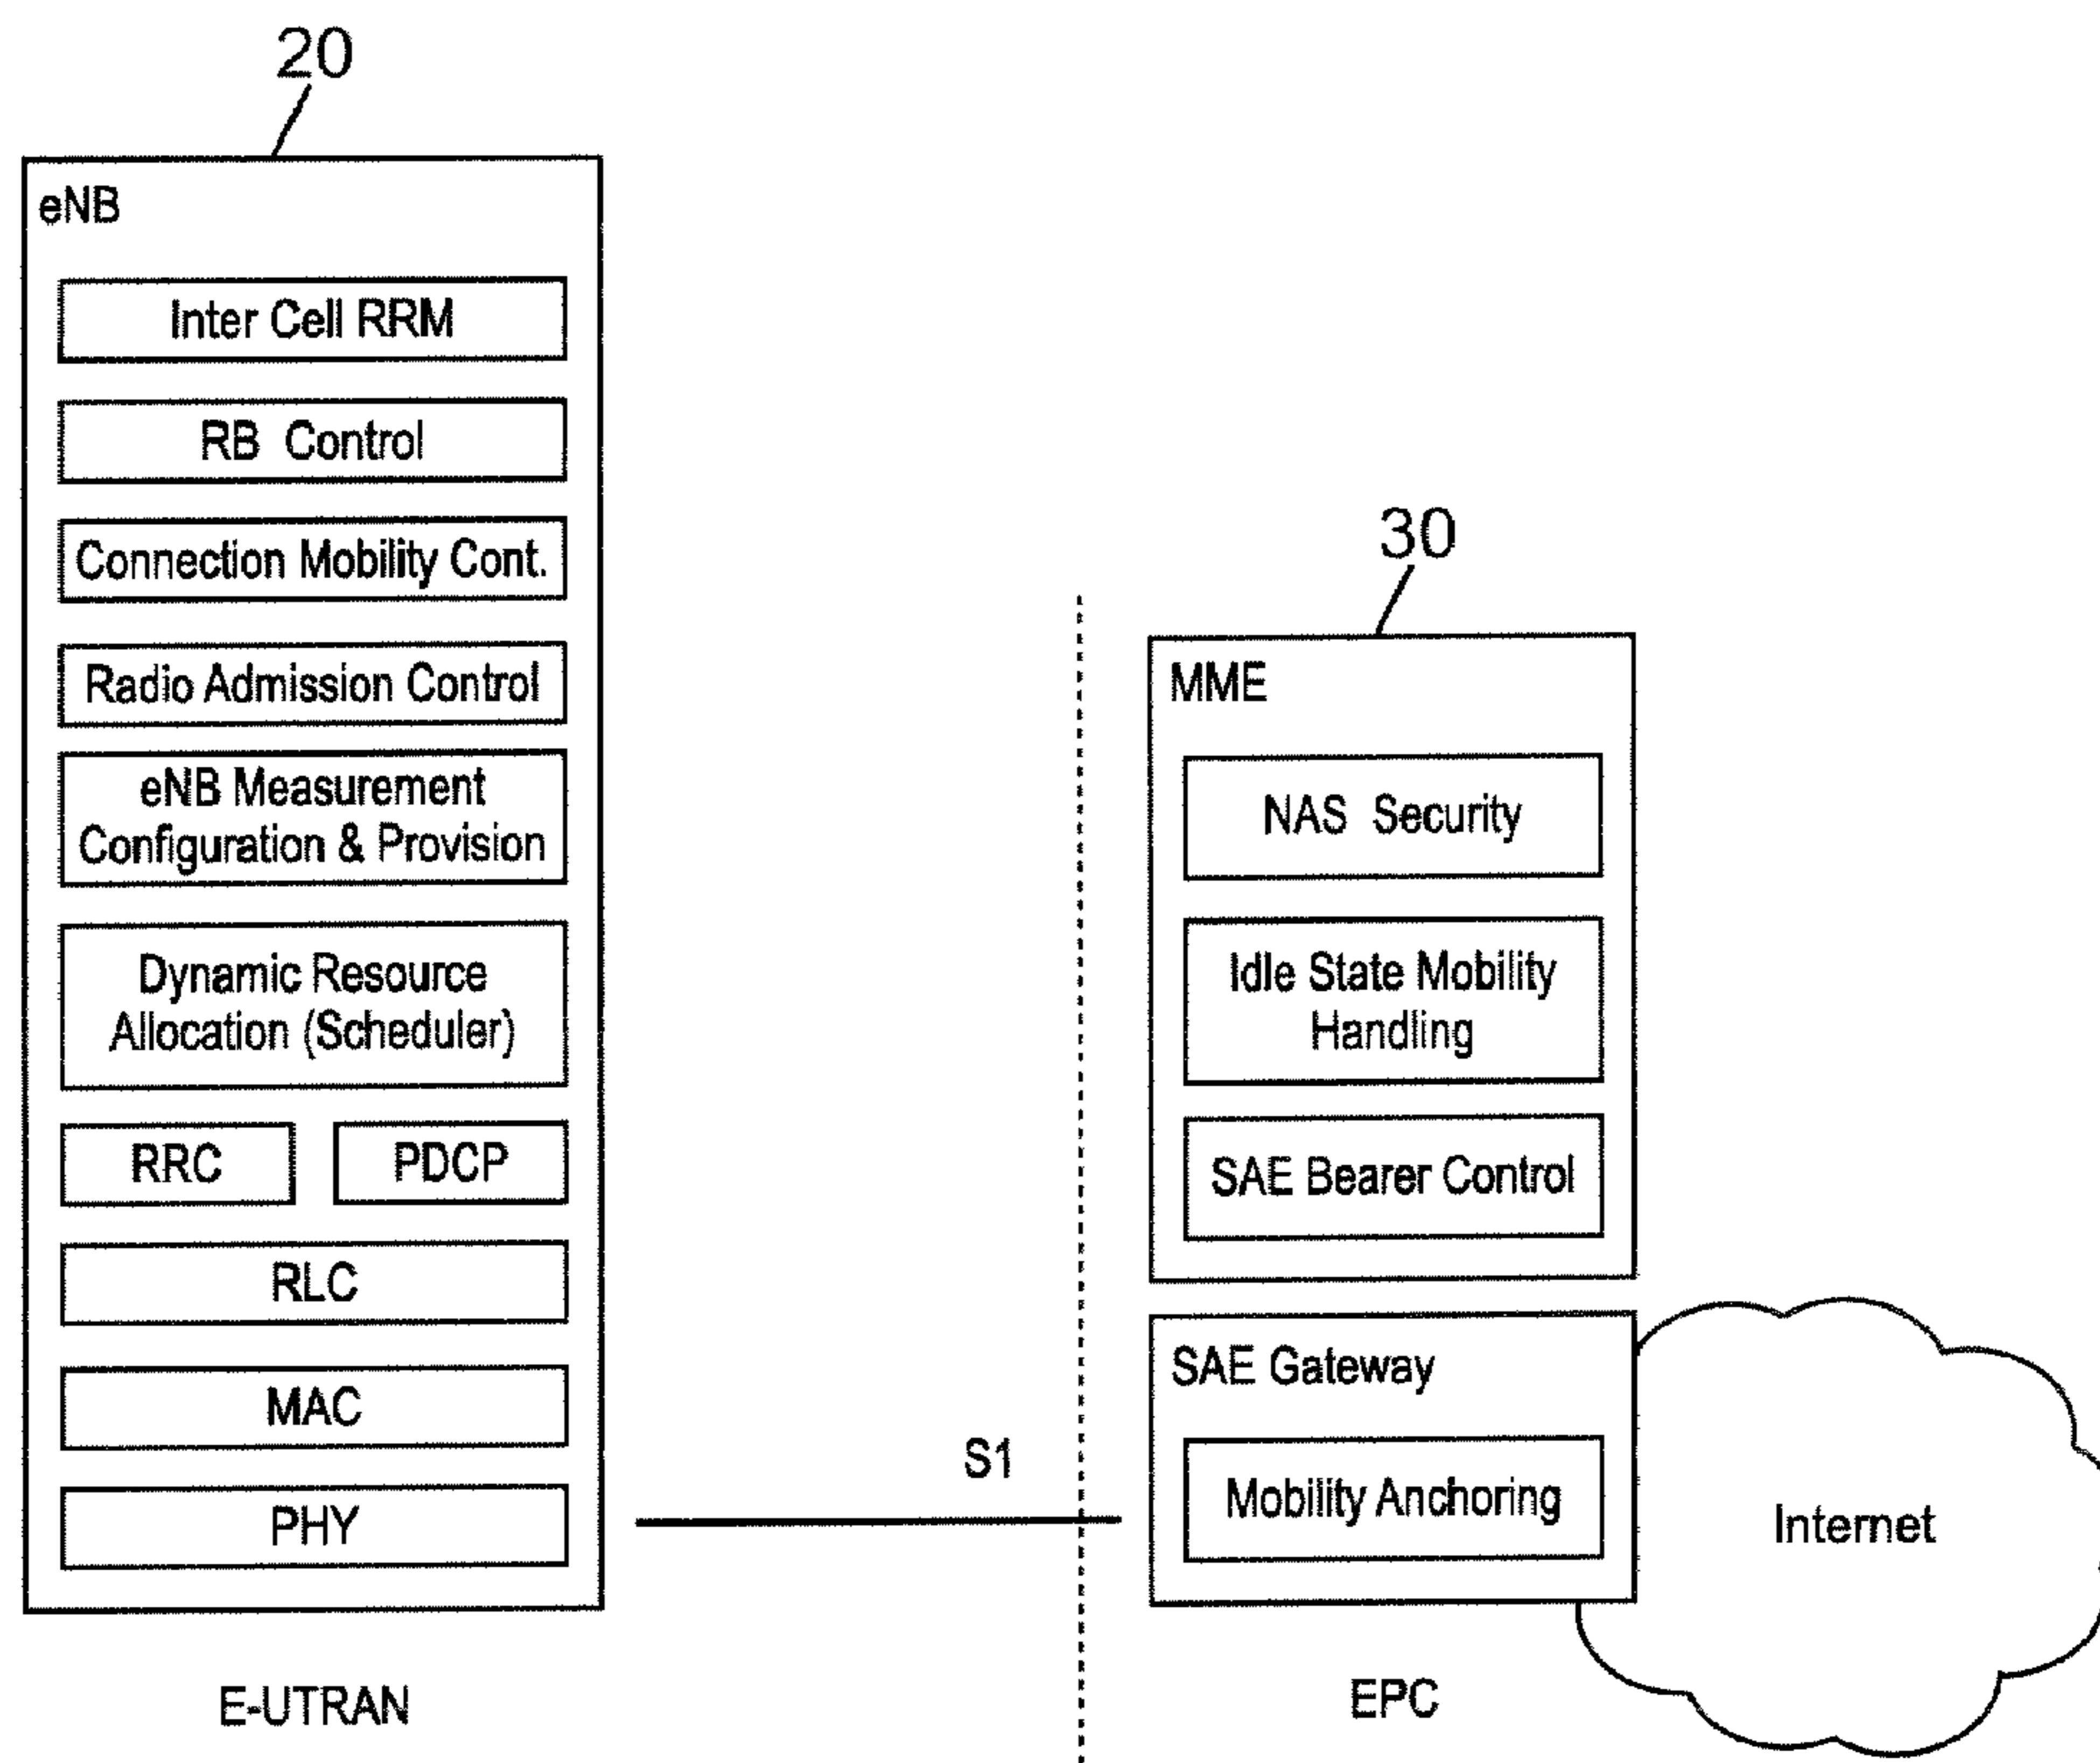 20
eNB
Inter Cell RRM
RB Control
Connection Mobility Cont.
Radio Admission Control
eNB Measurement
Configuration & Provision
Dynamic Resource
Allocation (Scheduler)
RRC
PDCP
RLC
MAC
PHY
E-UTRAN
S1
30
MME
NAS Security
Idle State Mobility
Handling
SAE Bearer Control
SAE Gateway
Mobility Anchoring
Internet
EPC